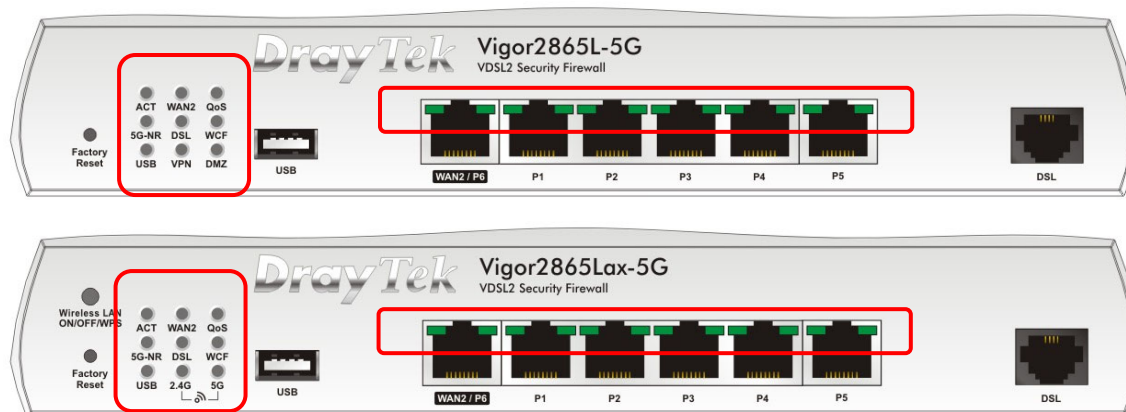 DrayTek
Vigor2865L-5G
VDSL2 Security Firewall
ACT WAN2 QoS
5G-NR DSL WCF
USB VPN DMZ
Factory
Reset
USB
WAN2 / P6
P1
P2
P3
P4
P5
DSL
DrayTek
Vigor2865Lax-5G
VDSL2 Security Firewall
Wireless LAN
ON/OFF/WPS
ACT WAN2 QoS
5G-NR DSL WCF
USB 2.4G 5G
Factory
Reset
USB
WAN2 / P6
P1
P2
P3
P4
P5
DSL